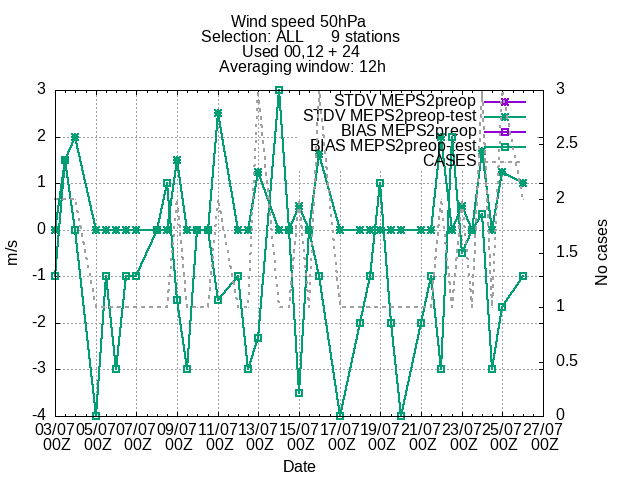 Wind speed 50hPa
Selection: ALL 9 stations
Used 00,12 + 24
Averaging window: 12h
STDV MEPS2preop
STDV MEPS2preop-test
BIAS MEPS2preop
BIAS MEPS2preop-test
CASES
3
2
1
0
-1
-2
-3
-4
m/s
3
2.5
2
1.5
1
0.5
0
No cases
03/07 05/07 07/07 09/07 11/07 13/07 15/07 17/07 19/07 21/07 23/07 25/07 27/07
00Z 00Z 00Z 00Z 00Z 00Z 00Z 00Z 00Z 00Z 00Z 00Z 00Z
Date